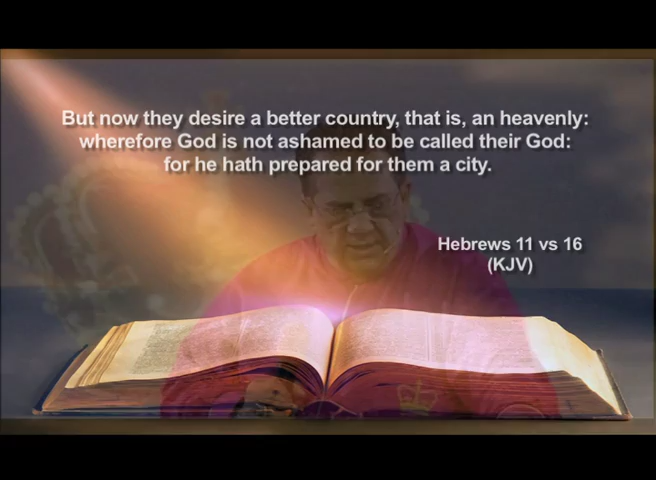 But now they desire a better country, that is, an heavenly:
wherefore God is not ashamed to be called their God:
for he hath prepared for them a city.
Hebrews 11 vs 16
(KJV)